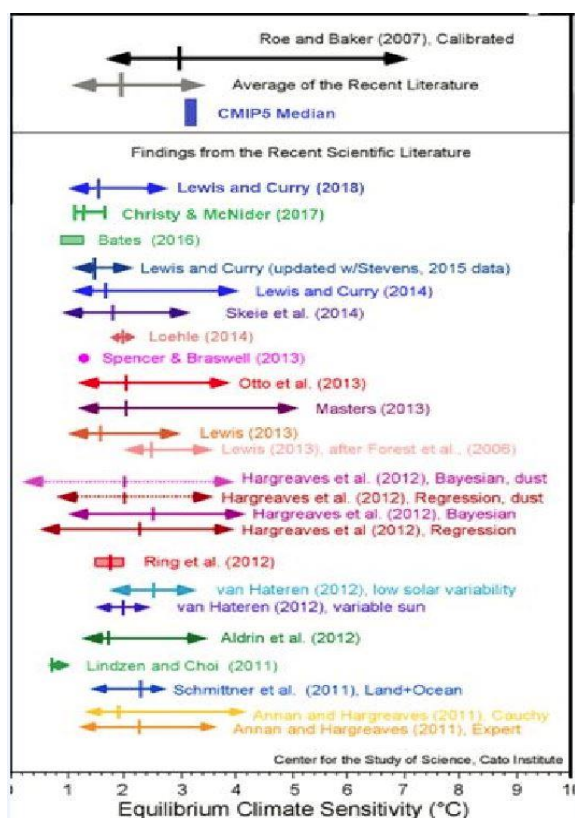 Roe and Baker (2007), Calibrated
Average of the Recent Literature
CMIP5 Median
Findings from the Recent Scientific Literature
Lewis and Curry (2018)
Christy & McNider (2017)
Bates (2016)
Lewis and Curry (updated w/Stevens, 2015 data)
Lewis and Curry (2014)
Skeie et al. (2014)
Loehle (2014)
Spencer & Braswell (2013)
Otto et al. (2013)
Masters (2013)
Lewis (2013)
Lewis (2013), after Forest et al., (2006)
Hargreaves et al. (2012), Bayesian, dust
Hargreaves et al. (2012), Regression, dust
Hargreaves et al. (2012), Bayesian
Hargreaves et al (2012), Regression
Ring et al. (2012)
van Hateren (2012), low solar variability
van Hateren (2012), variable sun
Aldrin et al. (2012)
Lindzen and Choi (2011)
Schmittner et al. (2011), Land+Ocean
Annan and Hargreaves (2011), Cauchy
Annan and Hargreaves (2011), Expert
Center for the Study of Science, Cato Institute
0 1 2 3 4 5 6 7 8 9 10
Equilibrium Climate Sensitivity (°C)